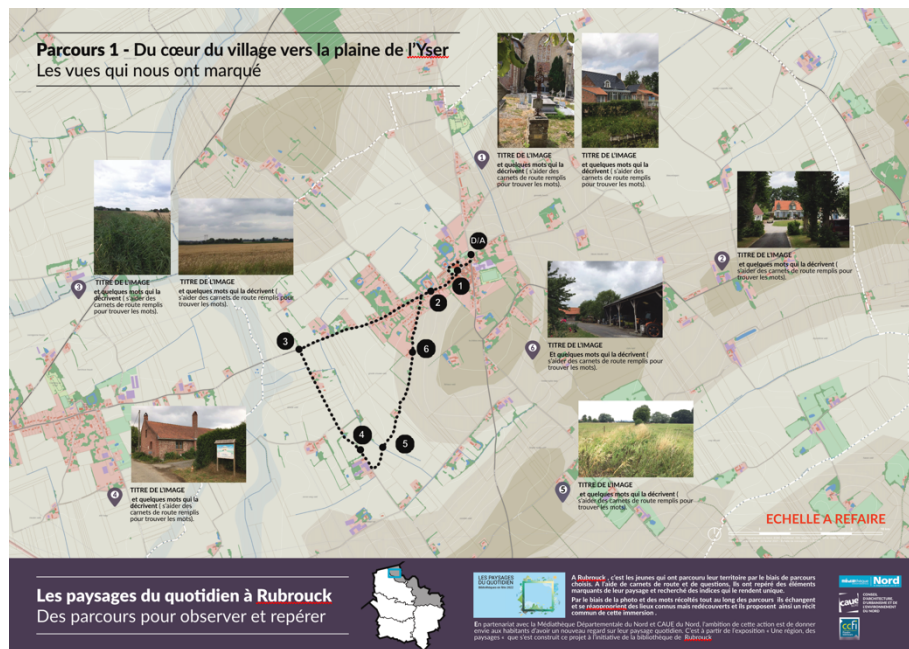 Parcours 1 - Du cœur du village vers la plaine de l'Yser
Les vues qui nous ont marqué
1
TITRE DE L'IMAGE
et quelques mots qui la
décrivent ( s'aider des
carnets de route remplis
pour trouver les mots).
TITRE DE L'IMAGE
et quelques mots qui la
décrivent ( s'aider des
carnets de route remplis
pour trouver les mots).
2
TITRE DE L'IMAGE
et quelques mots qui la décrivent (
s'aider des carnets de route remplis pour
trouver les mots).
3
TITRE DE L'IMAGE
et quelques mots qui la
décrivent ( s'aider des
carnets de route remplis
pour trouver les mots).
TITRE DE L'IMAGE
et quelques mots qui la décrivent (
s'aider des carnets de route remplis pour
trouver les mots).
D/A
1
2
3
6
4
5
6
TITRE DE L'IMAGE
Et quelques mots qui la décrivent (
s'aider des carnets de route remplis
pour trouver les mots).
4
TITRE DE L'IMAGE
et quelques mots qui la
décrivent ( s'aider des
carnets de route remplis
pour trouver les mots).
5
TITRE DE L'IMAGE
et quelques mots qui la décrivent (
s'aider des carnets de route remplis
pour trouver les mots).
ECHELLE A REFAIRE
Les paysages du quotidien à Rubrouck
Des parcours pour observer et repérer
LES PAYSAGES
DU QUOTIDIEN
A Rubrouck , c'est les jeunes qui ont parcouru leur territoire par le biais de parcours
choisis. A l'aide de carnets de route et de questions, ils ont repéré des éléments
marquants de leur paysage et recherché des indices qui le rendent unique.
Par le biais de la photo et des mots récoltés tout au long des parcours ils échangent
et se réapproprient des lieux connus mais redécouverts et ils proposent ainsi un récit
commun de cette immersion .
En partenariat avec la Médiathèque Départementale du Nord et CAUE du Nord, l'ambition de cette action est de donner
envie aux habitants d'avoir un nouveau regard sur leur paysage quotidien. C'est à partir de l'exposition « Une région, des
paysages » que s'est construit ce projet à l'initiative de la bibliothèque de Rubrouck
Nord
caue
CONSEIL
D'ARCHITECTURE
D'URBANISME ET DE
L'ENVIRONNEMENT
DU NORD
ccfi